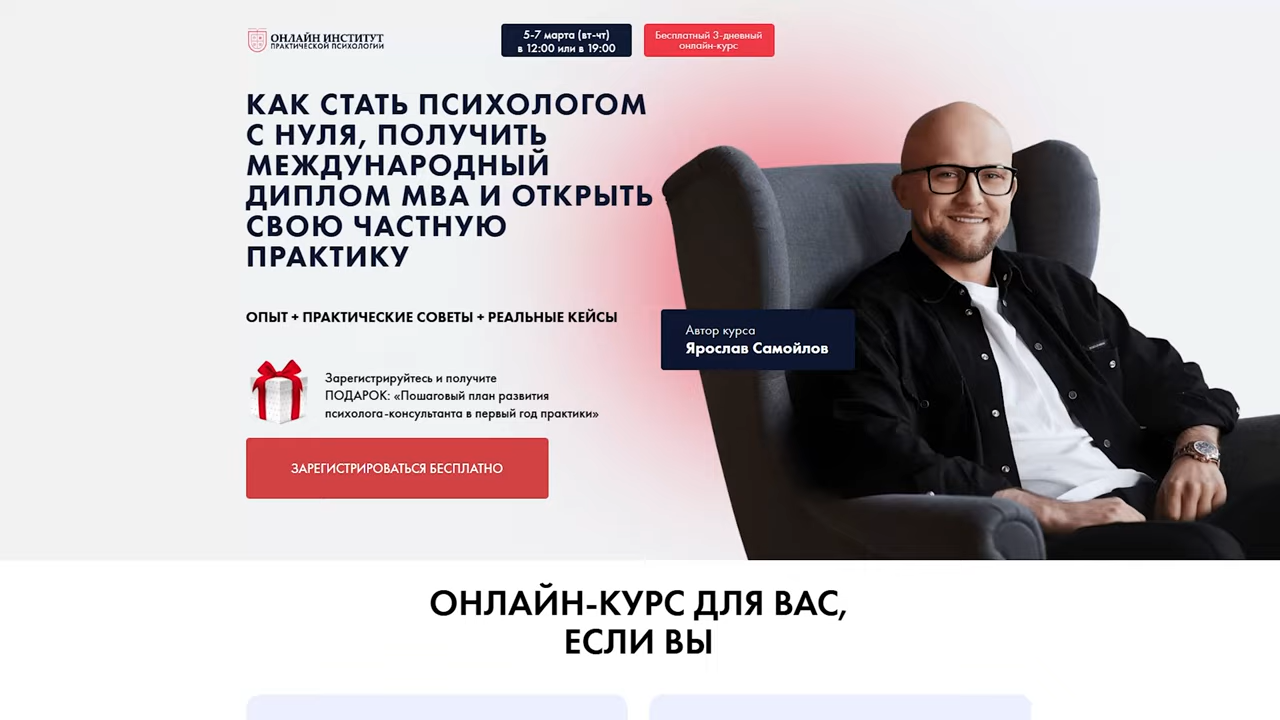 ОНЛАЙН ИНСТИТУТ
ПРАКТИЧЕСКОЙ ПСИХОЛОГИИ
5-7 марта (вт-чт)
в 12:00 или в 19:00
Бесплатный 3-дневный
онлайн-курс
КАК СТАТЬ ПСИХОЛОГОМ
С НУЛЯ, ПОЛУЧИТЬ
МЕЖДУНАРОДНЫЙ
ДИПЛОМ MBA И ОТКРЫТЬ
СВОЮ ЧАСТНУЮ
ПРАКТИКУ
ОПЫТ + ПРАКТИЧЕСКИЕ СОВЕТЫ + РЕАЛЬНЫЕ КЕЙСЫ
Автор курса
Ярослав Самойлов
Зарегистрируйтесь и получите
ПОДАРОК: «Пошаговый план развития
психолога-консультанта в первый год практики»
ЗАРЕГИСТРИРОВАТЬСЯ БЕСПЛАТНО
ОНЛАЙН-КУРС ДЛЯ ВАС,
ЕСЛИ ВЫ